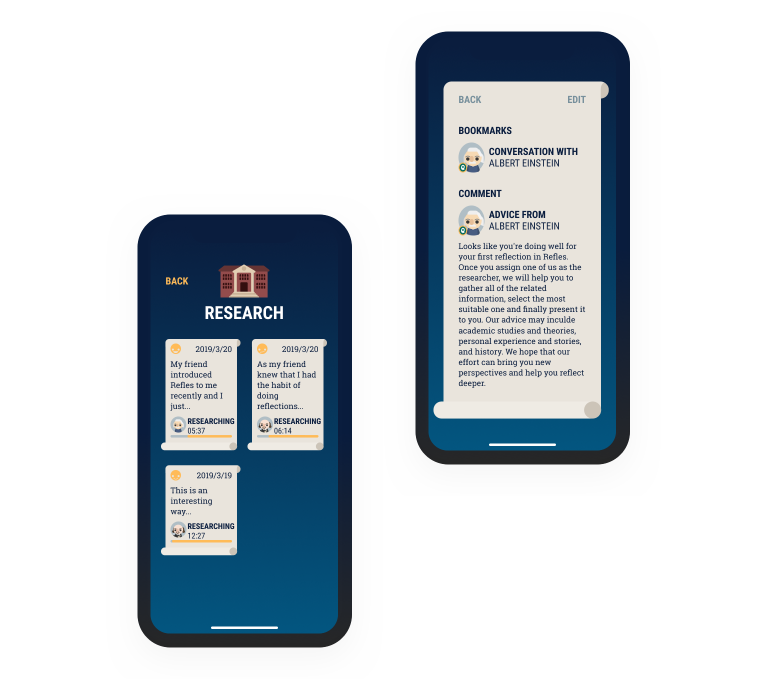 BACK
RESEARCH
2019/3/20
My friend
introduced
Refles to me
recently and I
just...
RESEARCHING
05:37
2019/3/20
As my friend
knew that I had
the habit of
doing
reflections...
RESEARCHING
06:14
2019/3/19
This is an
interesting
way...
RESEARCHING
12:27
BACK EDIT
BOOKMARKS
CONVERSATION WITH
ALBERT EINSTEIN
COMMENT
ADVICE FROM
ALBERT EINSTEIN
Looks like you're doing well for
your first reflection in Refles.
Once you assign one of us as the
researcher, we will help you to
gather all of the related
information, select the most
suitable one and finally present it
to you. Our advice may inculde
academic studies and theories,
personal experience and stories,
and history. We hope that our
effort can bring you new
perspectives and help you reflect
deeper.